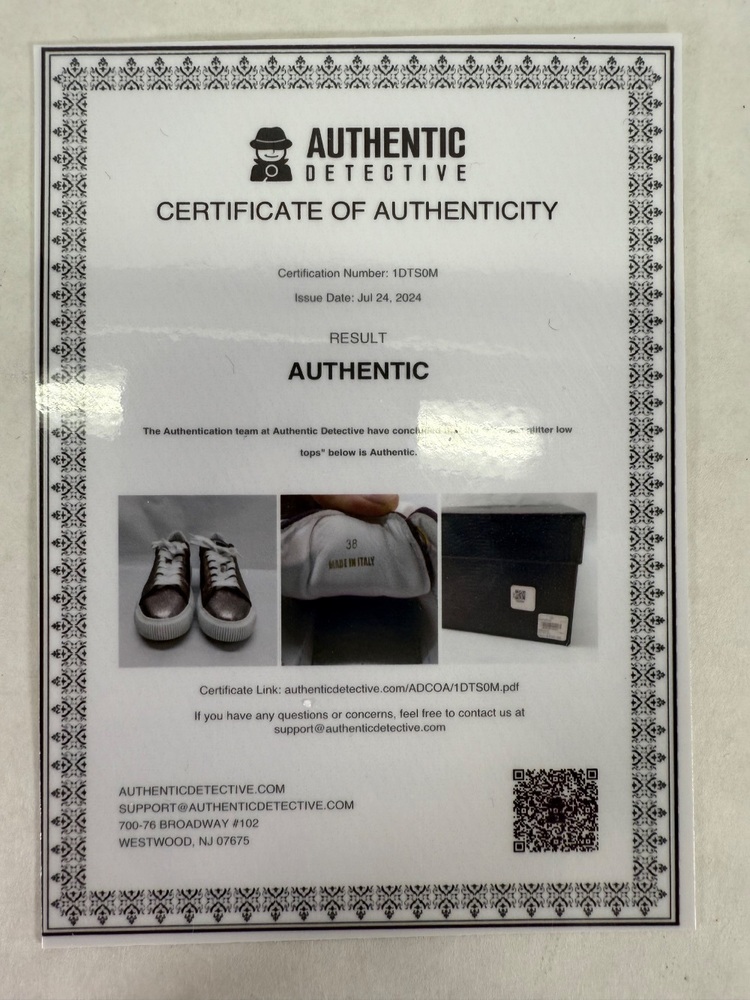 AUTHENTIC
DETECTIVE
CERTIFICATE OF AUTHENTICITY
Certification Number: 1DTS0M
Issue Date: Jul 24, 2024
RESULT
AUTHENTIC
The Authentication team at Authentic Detective have glitter low
tops" below is Authentic.
38
MADE IN ITALY
Certificate Link: authenticdetective.com/ADCOA/1DTS0M.pdf
If you have any questions or concerns, feel free to contact us at
support@authenticdetective.com
AUTHENTICDETECTIVE.COM
SUPPORT@AUTHENTICDETECTIVE.COM
700-76 BROADWAY #102
WESTWOOD, NJ 07675